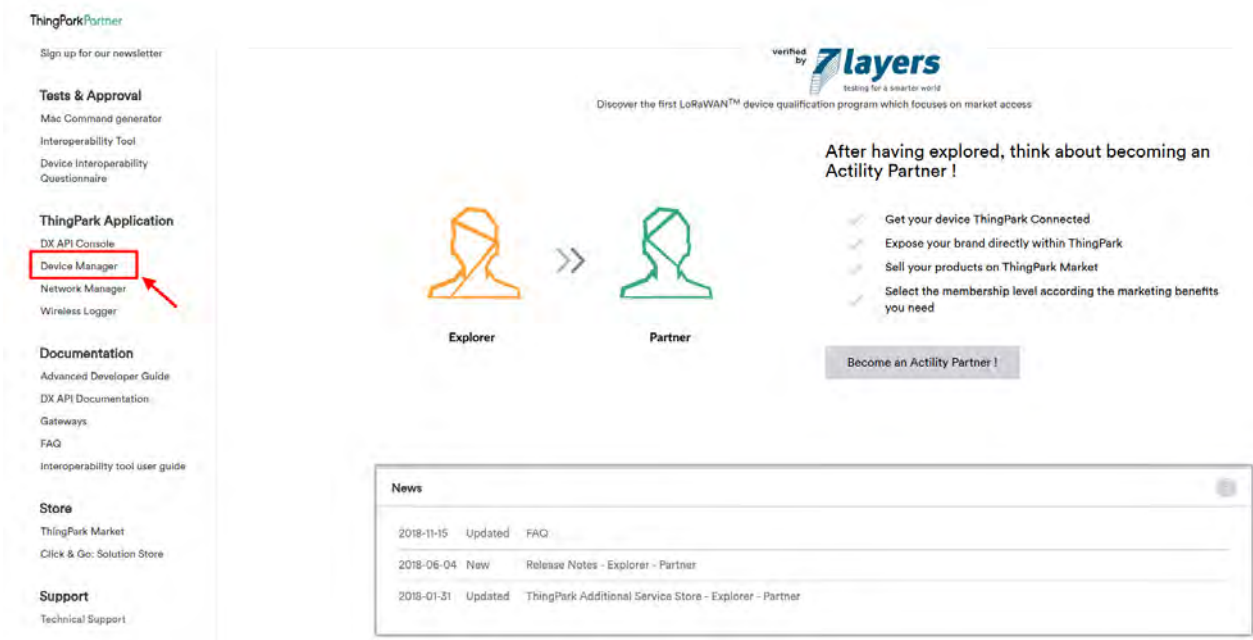 ThingParkPartner
Sign up for our newsletter
Tests & Approval
Mac Command generator
Interoperability Tool
Device Interoperability
Questionnaire
ThingPark Application
DX API Console
Device Manager
Network Manager
Wireless Logger
Documentation
Advanced Developer Guide
DX API Documentation
Gateways
FAQ
Interoperability tool user guide
Store
ThingPark Market
Click & Go: Solution Store
Support
Technical Support
verified
by
7layers
testing for a smarter world
Discover the first LoRaWAN™ device qualification program which focuses on market access
After having explored, think about becoming an
Actility Partner !
Get your device ThingPark Connected
Expose your brand directly within ThingPark
Sell your products on ThingPark Market
Select the membership level according the marketing benefits
you need
Explorer
Partner
Become an Actility Partner !
News
2018-11-15 Updated FAQ
2018-06-04 New Release Notes - Explorer - Partner
2018-01-31 Updated ThingPark Additional Service Store - Explorer - Partner